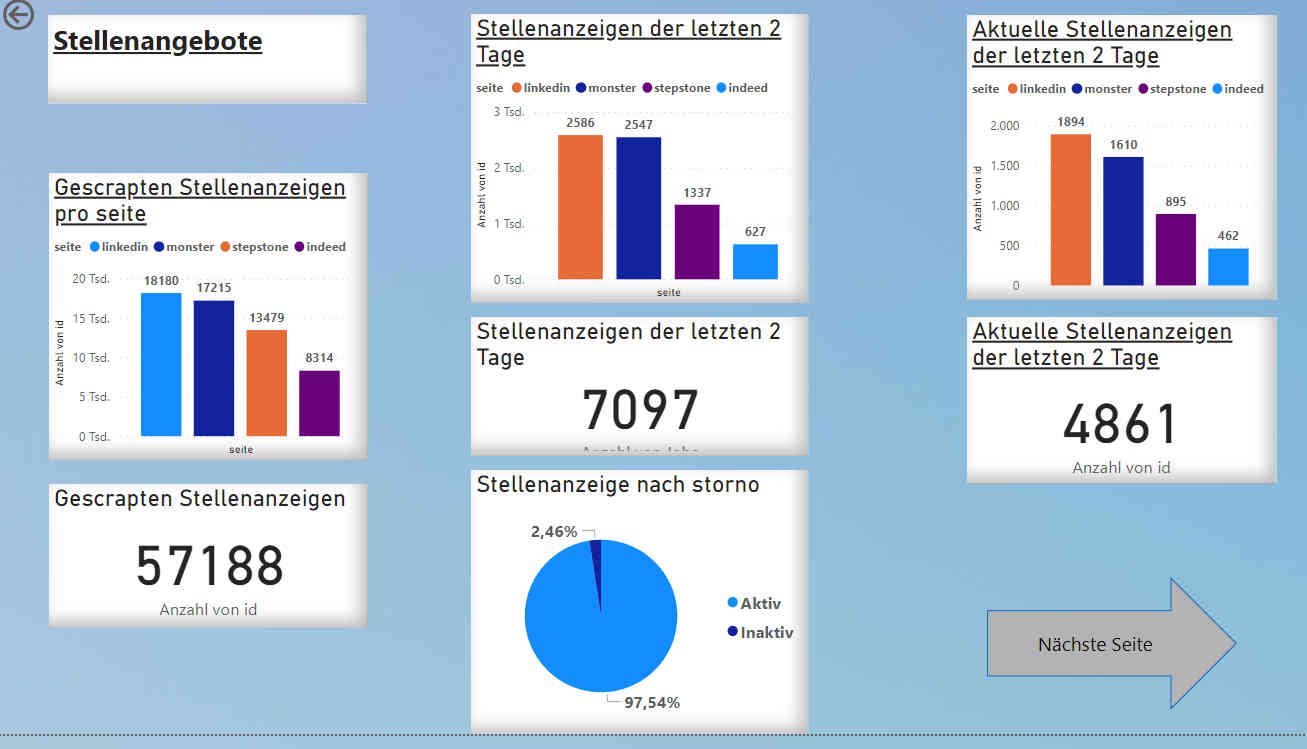 Stellenangebote
Gescrapten Stellenanzeigen
pro seite
seite linkedin monster stepstone indeed
20 Tsd.
15 Tsd.
10 Tsd.
5 Tsd.
0 Tsd.
Anzahl von id
18180
17215
13479
8314
seite
Gescrapten Stellenanzeigen
57188
Anzahl von id
Stellenanzeigen der letzten 2
Tage
seite linkedin monster stepstone indeed
3 Tsd.
2 Tsd.
1 Tsd.
0 Tsd.
Anzahl von id
2586
2547
1337
627
seite
Stellenanzeigen der letzten 2
Tage
7097
Stellenanzeige nach storno
2,46%
97,54%
Aktiv
Inaktiv
Aktuelle Stellenanzeigen
der letzten 2 Tage
seite linkedin monster stepstone indeed
2.000
1.500
1.000
500
0
Anzahl von id
1894
1610
895
462
Aktuelle Stellenanzeigen
der letzten 2 Tage
4861
Anzahl von id
Nächste Seite